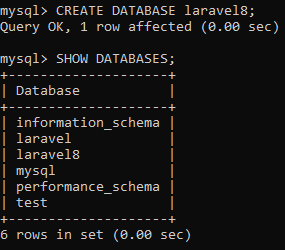 mysql> CREATE DATABASE laravel8;
Query OK, 1 row affected (0.00 sec)
mysql> SHOW DATABASES;
+--------------------+
| Database           |
+--------------------+
| information_schema |
| laravel            |
| laravel8           |
| mysql              |
| performance_schema |
| test               |
+--------------------+
6 rows in set (0.00 sec)